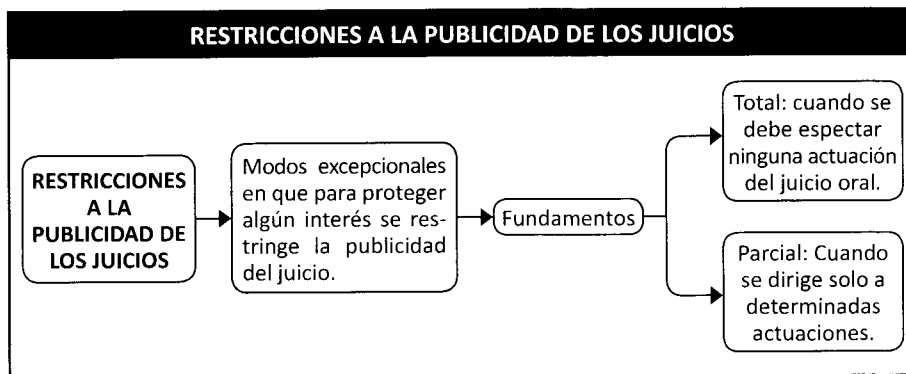 RESTRICCIONES A LA PUBLICIDAD DE LOS JUICIOS
RESTRICCIONES
A LA
PUBLICIDAD DE
LOS JUICIOS
Modos excepcionales
en que para proteger
algún interés se res-
tringe la publicidad
del juicio.
Fundamentos
Total: cuando se
debe espectar
ninguna actuación
del juicio oral.
Parcial: Cuando
se dirige solo a
determinadas
actuaciones.